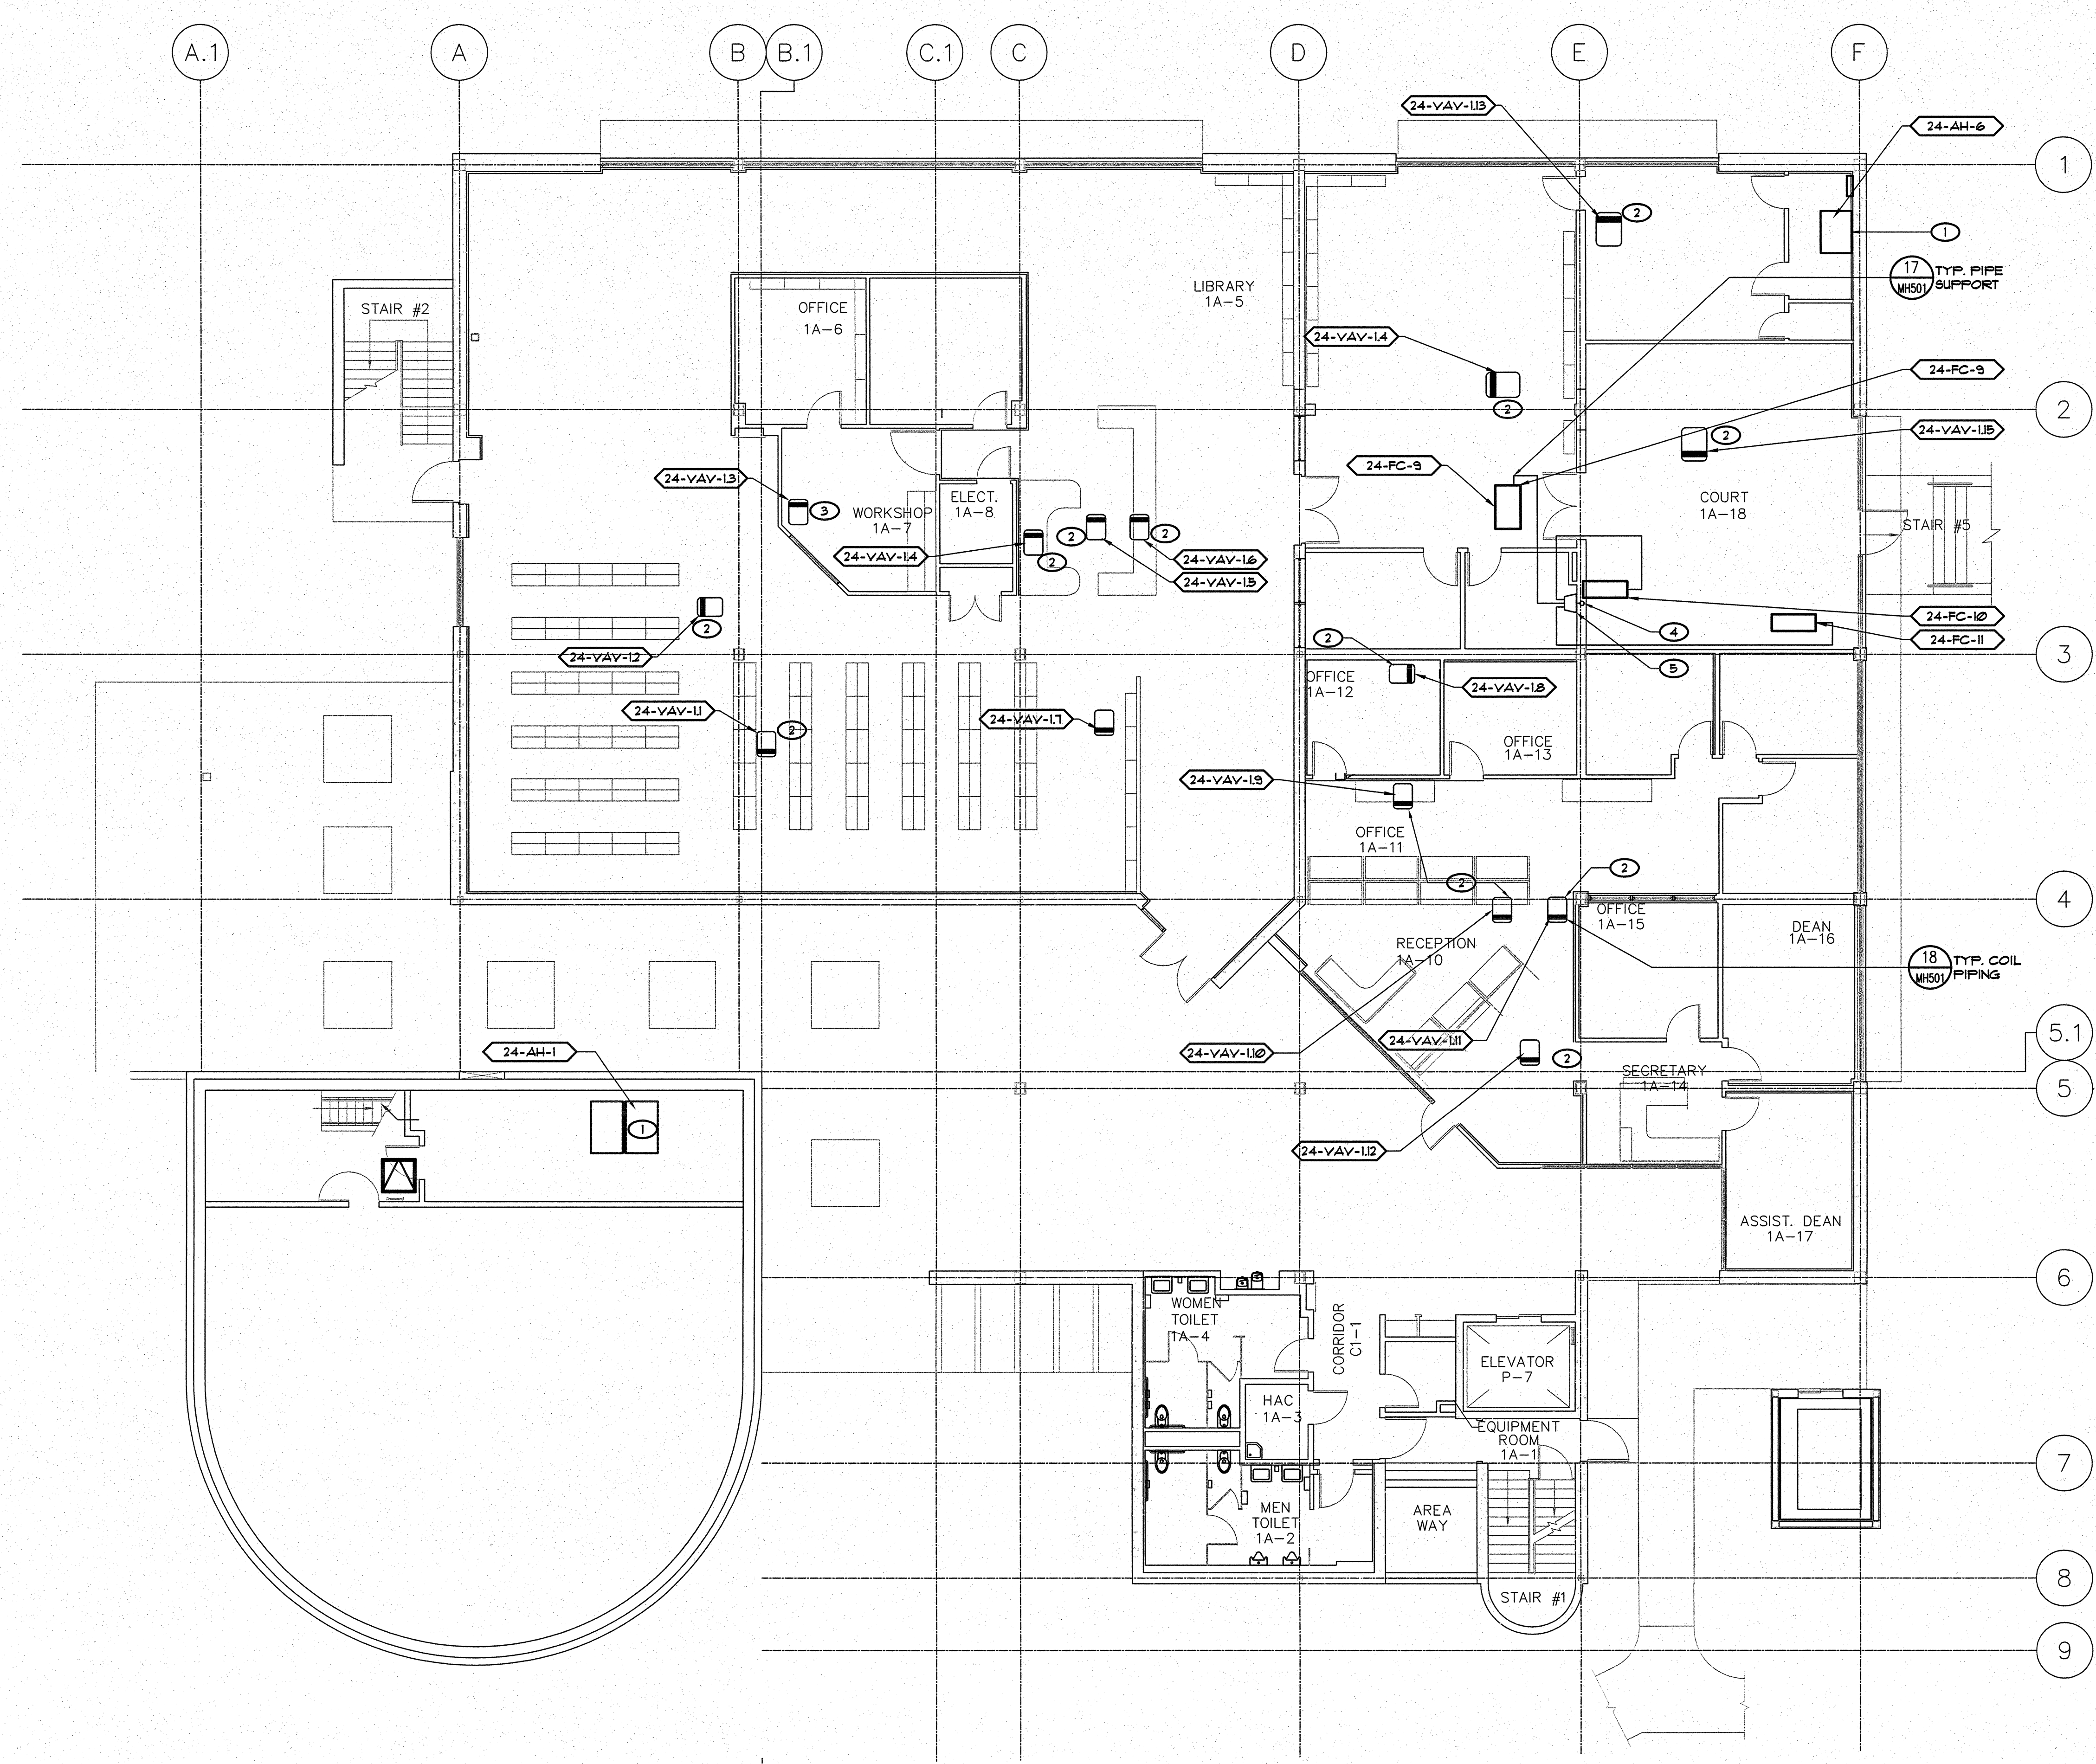 A.1
A
B
B.1
C.1
C
D
E
F
24-VAV-1.13
24-AH-6
1
2
1
17
MH501
TYP. PIPE
SUPPORT
LIBRARY
1A-5
STAIR #2
OFFICE
1A-6
24-VAV-1.4
24-FC-9
2
2
2
24-VAV-1.15
24-FC-9
24-VAV-1.3
3
WORKSHOP
1A-7
ELECT.
1A-8
COURT
1A-18
STAIR #5
2
2
24-VAV-1.4
2
24-VAV-1.6
24-VAV-1.5
24-FC-10
24-FC-11
2
24-VAV-1.2
2
4
3
5
OFFICE
1A-12
24-VAV-1.8
24-VAV-1.1
2
24-VAV-1.7
OFFICE
1A-13
24-VAV-1.9
OFFICE
1A-11
2
2
4
OFFICE
1A-15
DEAN
1A-16
RECEPTION
1A-10
18
MH501
TYP. COIL
PIPING
24-VAV-1.11
24-VAV-1.10
2
24-AH-1
5.1
SECRETARY
1A-14
5
1
24-VAV-1.12
ASSIST. DEAN
1A-17
6
WOMEN
TOILET
1A-4
CORRIDOR
C1-1
ELEVATOR
P-7
HAC
1A-3
EQUIPMENT
ROOM
1A-1
7
MEN
TOILET
1A-2
AREA
WAY
8
STAIR #1
9